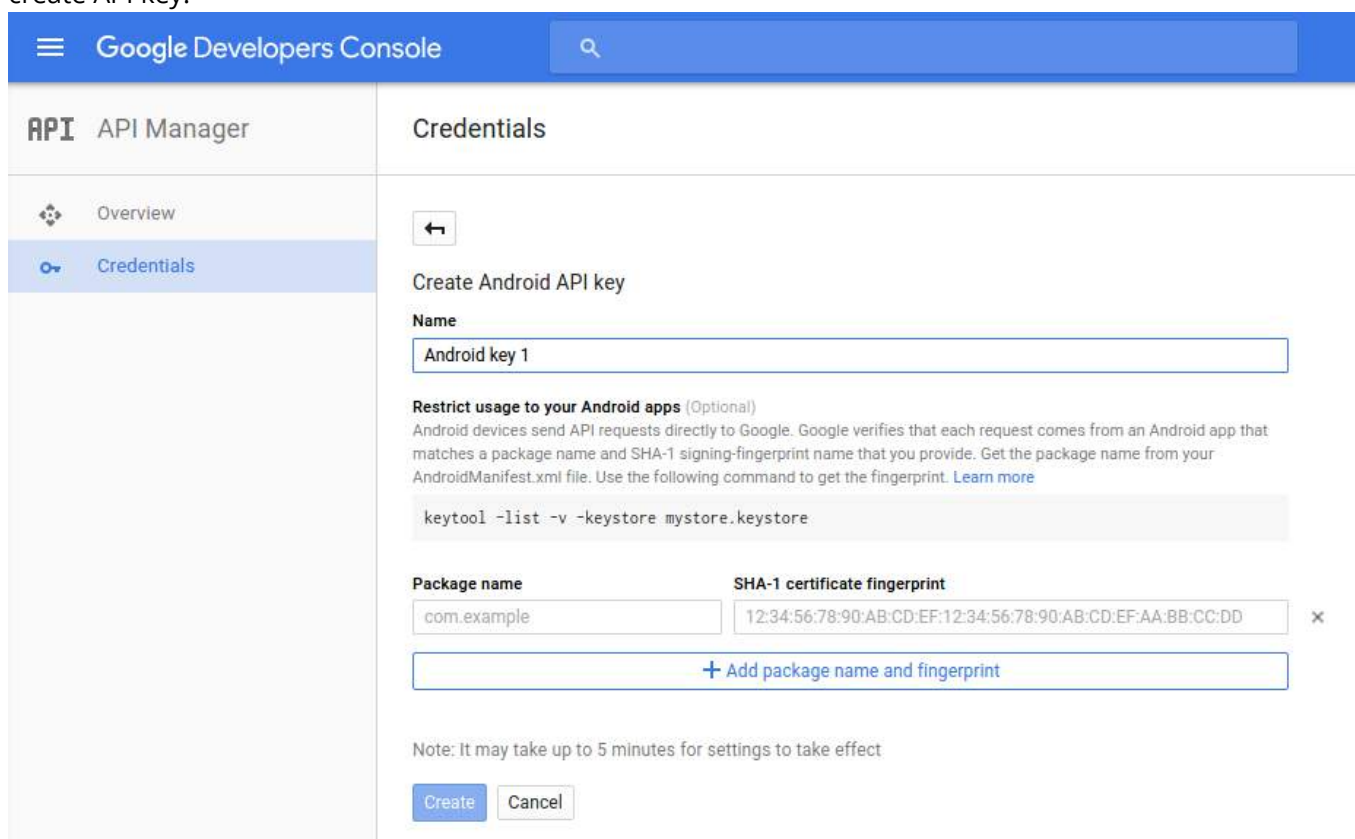 create API key.
Google Developers Console
API API Manager
Credentials
Overview
Credentials
Create Android API key
Name
Android key 1
Restrict usage to your Android apps (Optional)
Android devices send API requests directly to Google. Google verifies that each request comes from an Android app that
matches a package name and SHA-1 signing-fingerprint name that you provide. Get the package name from your
AndroidManifest.xml file. Use the following command to get the fingerprint. Learn more
keytool -list -v -keystore mystore.keystore
Package name SHA-1 certificate fingerprint
com.example 12:34:56:78:90:AB:CD:EF:12:34:56:78:90:AB:CD:EF:AA:BB:CC:DD
+ Add package name and fingerprint
Note: It may take up to 5 minutes for settings to take effect
Create Cancel